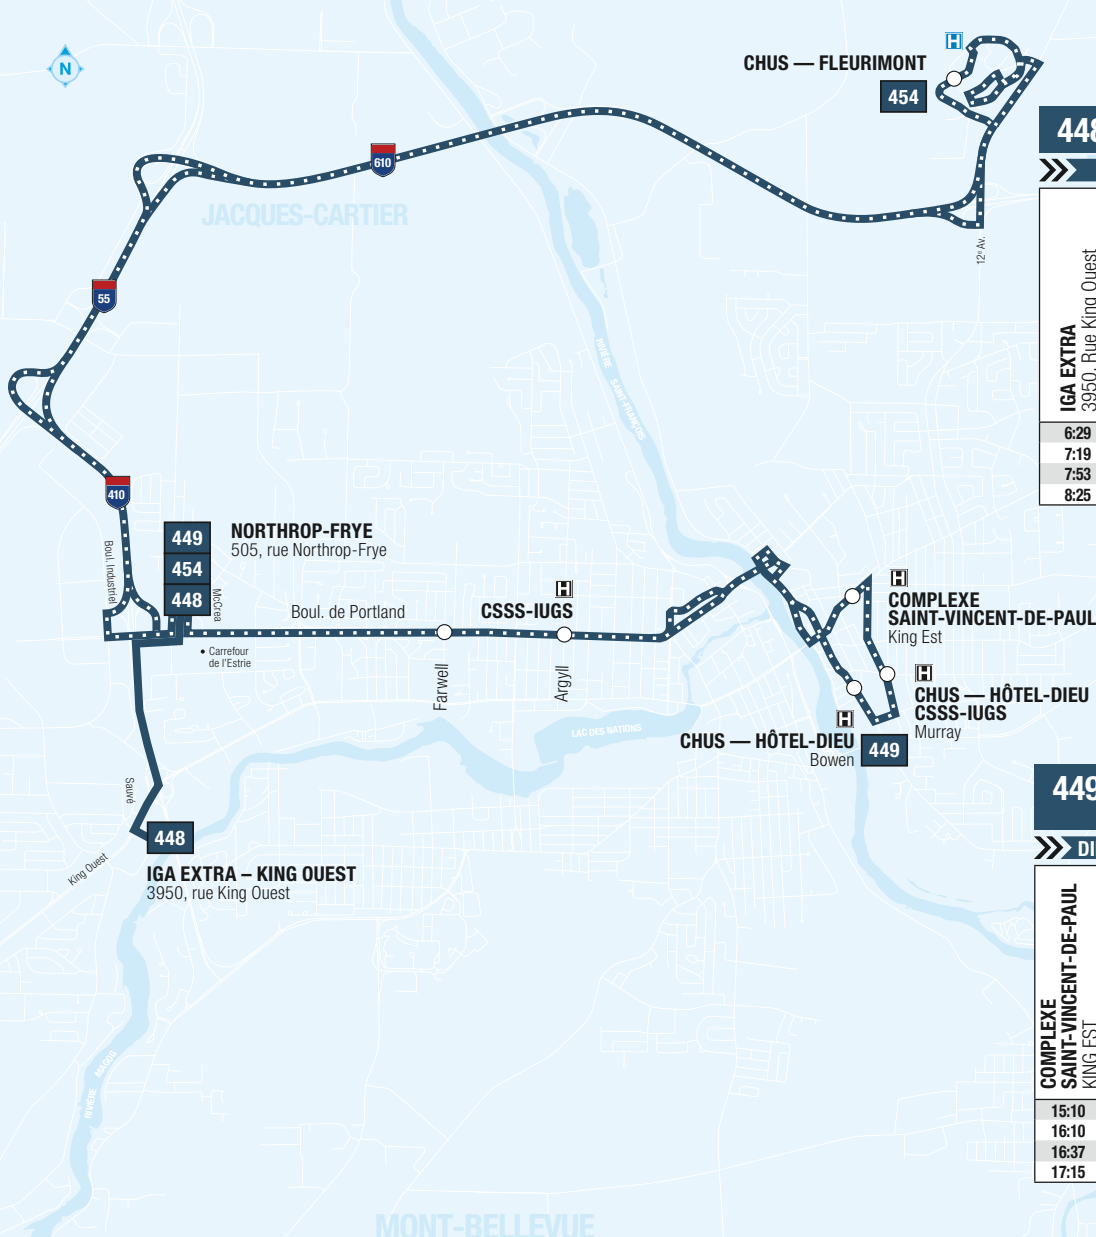 N
CHUS — FLEURIMONT
454
610
JACQUES-CARTIER
12e Av.
55
RIVIÈRE SAINT-FRANÇOIS
410
Boul. Industriel
449
454
448
McCrea
NORTHROP-FRYE
505, rue Northrop-Frye
Boul. de Portland
H
CSSS-IUGS
• Carrefour
de l'Estrie
Farwell
Argyll
H
COMPLEXE
SAINT-VINCENT-DE-PAUL
King Est
H
CHUS — HÔTEL-DIEU
CSSS-IUGS
Murray
H
CHUS — HÔTEL-DIEU
Bowen
449
LAC DES NATIONS
Sauvé
448
King Ouest
IGA EXTRA – KING OUEST
3950, rue King Ouest
RIVIÈRE MAGOG
MONT-BELLEVUE
H
448
IGA EXTRA
3950, Rue King Ouest
6:29
7:19
7:53
8:25
449
DI
COMPLEXE
SAINT-VINCENT-DE-PAUL
KING EST
15:10
16:10
16:37
17:15